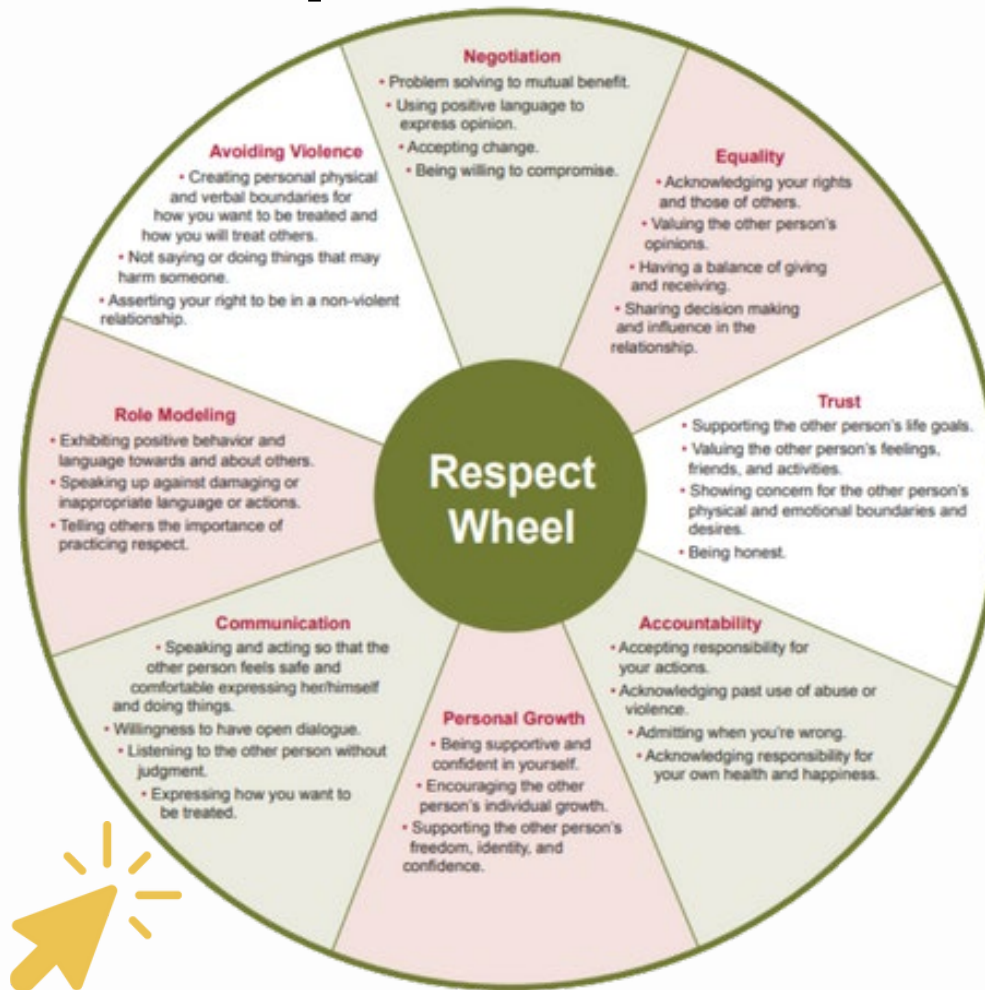 Negotiation
• Problem solving to mutual benefit.
• Using positive language to
express opinion.
• Accepting change.
• Being willing to compromise.
Equality
• Acknowledging your rights
and those of others.
• Valuing the other person's
opinions.
• Having a balance of giving
and receiving.
• Sharing decision making
and influence in the
relationship.
Trust
• Supporting the other person's life goals.
• Valuing the other person's feelings,
friends, and activities.
• Showing concern for the other person's
physical and emotional boundaries and
desires.
• Being honest.
Accountability
• Accepting responsibility for
your actions.
• Acknowledging past use of abuse or
violence.
• Admitting when you're wrong.
• Acknowledging responsibility for
your own health and happiness.
Personal Growth
• Being supportive and
confident in yourself.
• Encouraging the other
person's individual growth.
• Supporting the other person's
freedom, identity, and
confidence.
Communication
• Speaking and acting so that the
other person feels safe and
comfortable expressing her/himself
and doing things.
• Willingness to have open dialogue.
• Listening to the other person without
judgment.
• Expressing how you want to
be treated.
Role Modeling
• Exhibiting positive behavior and
language towards and about others.
• Speaking up against damaging or
inappropriate language or actions.
• Telling others the importance of
practicing respect.
Avoiding Violence
• Creating personal physical
and verbal boundaries for
how you want to be treated and
how you will treat others.
• Not saying or doing things that may
harm someone.
• Asserting your right to be in a non-violent
relationship.
Respect
Wheel